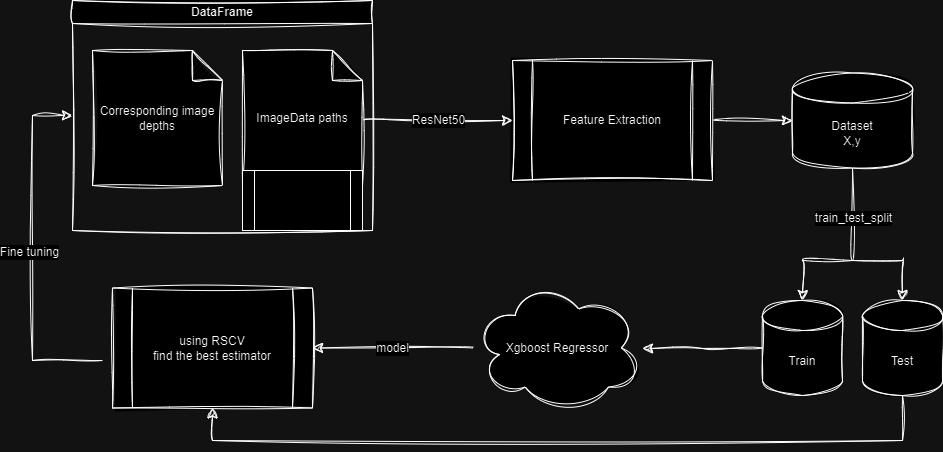 DataFrame
Corresponding image
depths
ImageData paths
ResNet50
Feature Extraction
Dataset
X,y
train_test_split
Fine tuning
using RSCV
find the best estimator
model
Xgboost Regressor
Train
Test